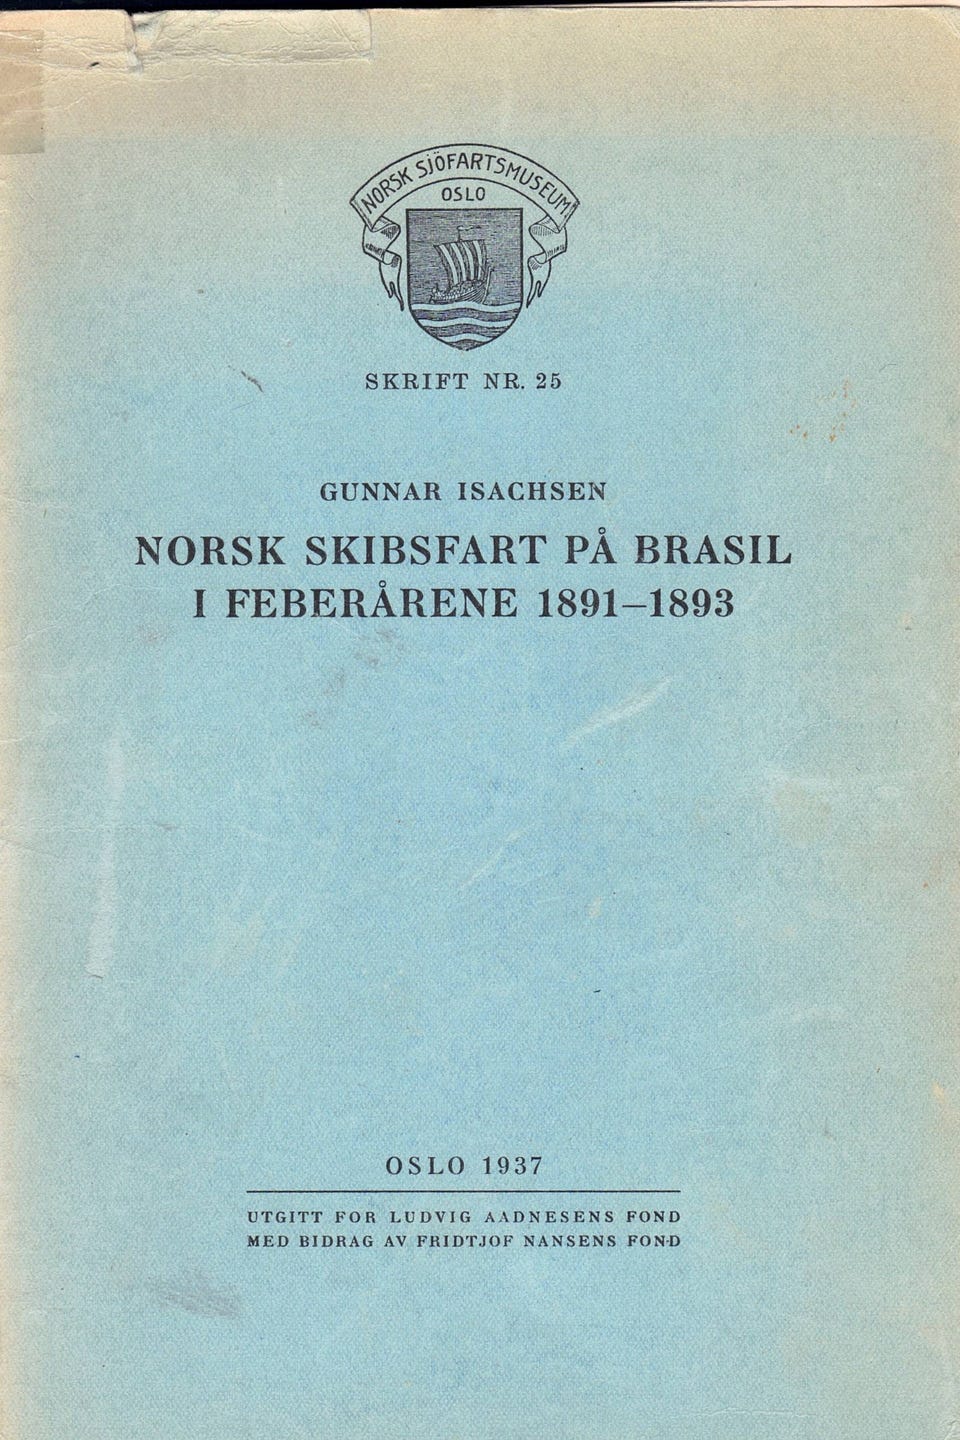 NORSK SJÖFARTSMUSEUM
OSLO
SKRIFT NR. 25
GUNNAR ISACHSEN
NORSK SKIBSFART PÅ BRASIL
I FEBERÅRENE 1891–1893
OSLO 1937
UTGITT FOR LUDVIG AADNESENS FOND
MED BIDRAG AV FRIDTJOF NANSENS FOND